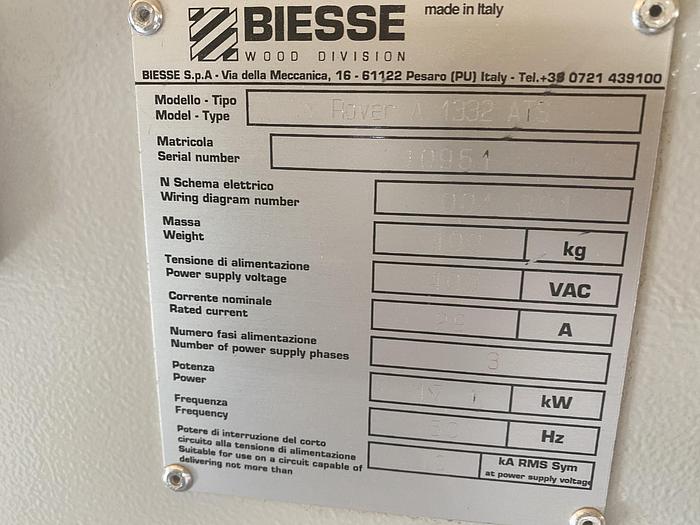 BIESSE
made in Italy
WOOD DIVISION
BIESSE S.p.A - Via della Meccanica, 16 - 61122 Pesaro (PU) Italy - Tel.+39 0721 439100
Modello - Tipo
Model - Type
Rover A 1332 ATS
Matricola
Serial number
N Schema elettrico
Wiring diagram number
Massa
Weight
kg
Tensione di alimentazione
Power supply voltage
VAC
Corrente nominale
Rated current
A
Numero fasi alimentazione
Number of power supply phases
3
Potenza
Power
kW
Frequenza
Frequency
Hz
Potere di interruzione del corto
circuito alla tensione di alimentazione
Suitable for use on a circuit capable of
delivering not more than
kA RMS Sym
at power supply voltage